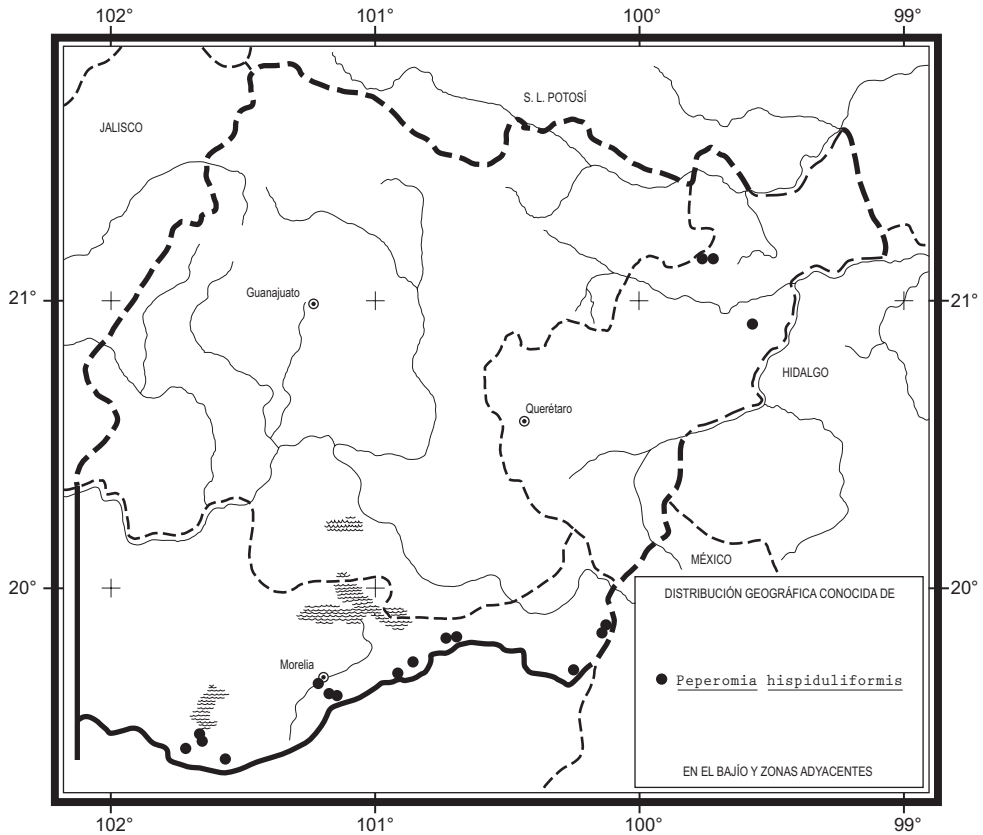 102° 101° 100° 99°
S. L. POTOSÍ
JALISCO
Guanajuato
21° 21°
HIDALGO
Querétaro
MÉXICO
20° 20°
DISTRIBUCIÓN GEOGRÁFICA CONOCIDA DE
Morelia
Peperomia hispiduliformis
EN EL BAJÍO Y ZONAS ADYACENTES
102° 101° 100° 99°